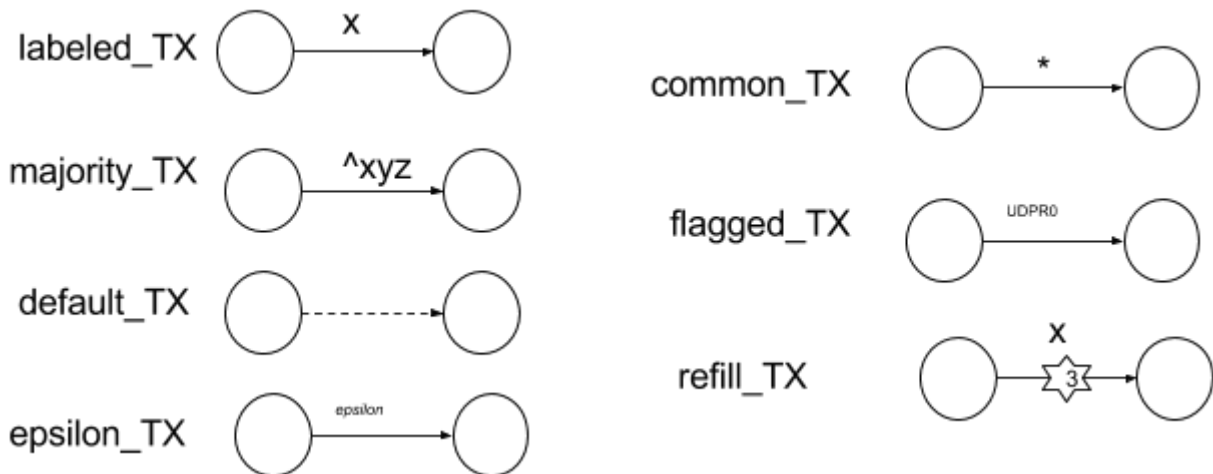 labeled_TX
x
majority_TX
^xyz
default_TX
epsilon_TX
epsilon
common_TX
*
flagged_TX
UDPR0
refill_TX
x
3